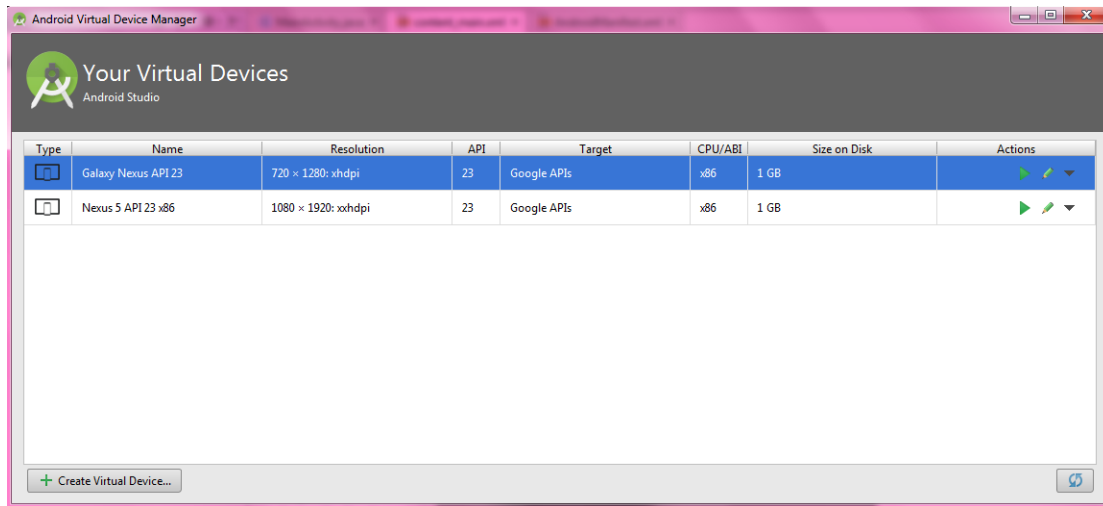 Android Virtual Device Manager
Your Virtual Devices
Android Studio
Type Name Resolution API Target CPU/ABI Size on Disk Actions
Galaxy Nexus API 23 720 × 1280: xhdpi 23 Google APIs x86 1 GB
Nexus 5 API 23 x86 1080 × 1920: xxhdpi 23 Google APIs x86 1 GB
Create Virtual Device...